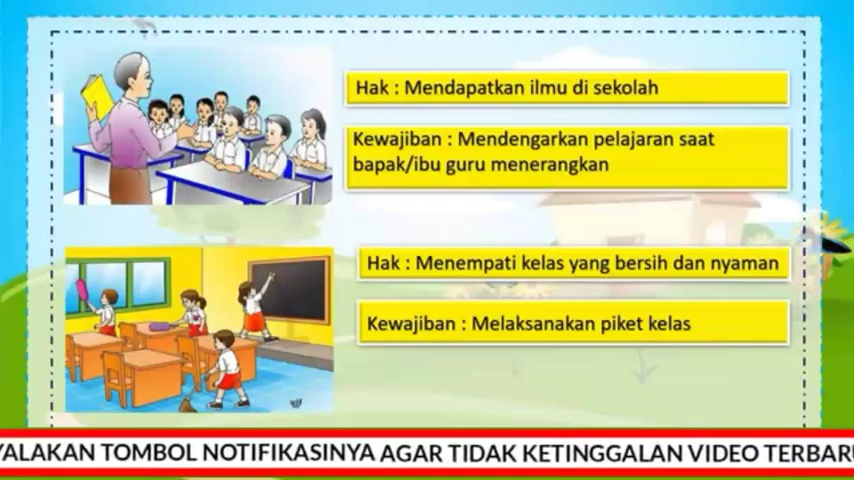 Hak : Mendapatkan ilmu di sekolah
Kewajiban : Mendengarkan pelajaran saat
bapak/ibu guru menerangkan
Hak : Menempati kelas yang bersih dan nyaman
Kewajiban : Melaksanakan piket kelas
YALAKAN TOMBOL NOTIFIKASINYA AGAR TIDAK KETINGGALAN VIDEO TERBARU